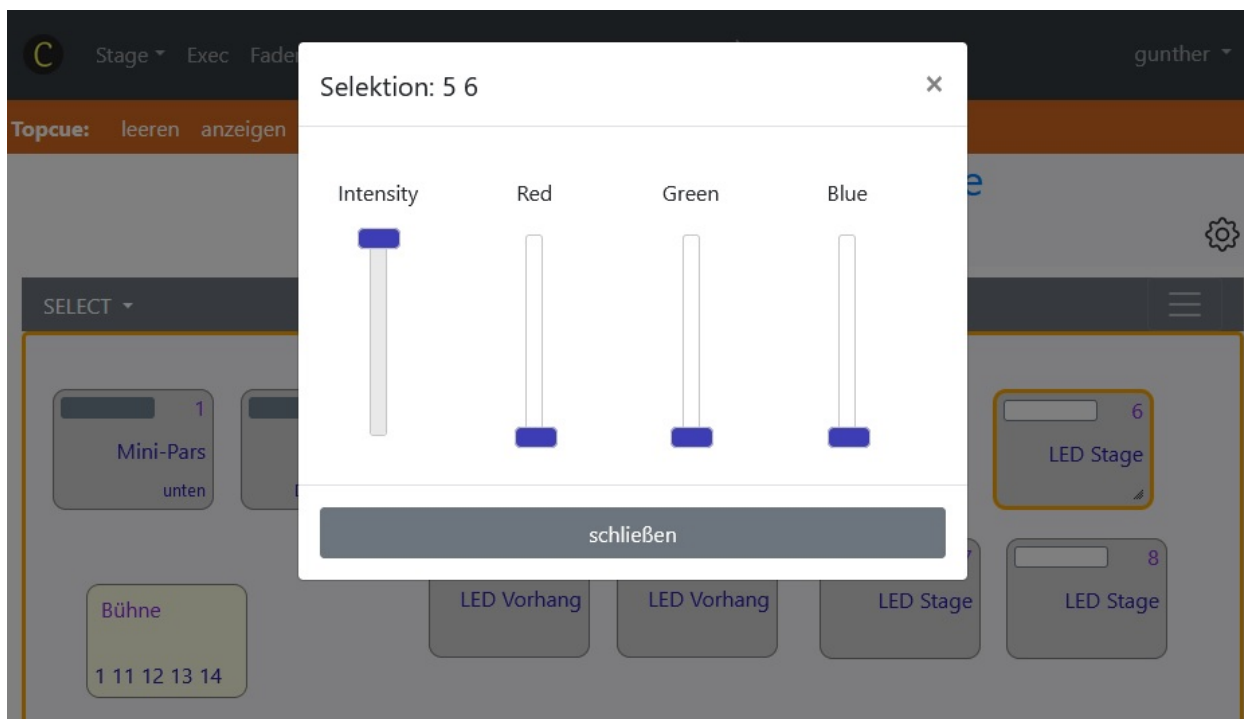 C Stage Exec Fader gunther
Topcue: leeren anzeigen
Selektion: 5 6 ×
Intensity Red Green Blue
SELECT
1
Mini-Pars
unten
6
LED Stage
schließen
Bühne
1 11 12 13 14
LED Vorhang
LED Vorhang
7
LED Stage
8
LED Stage